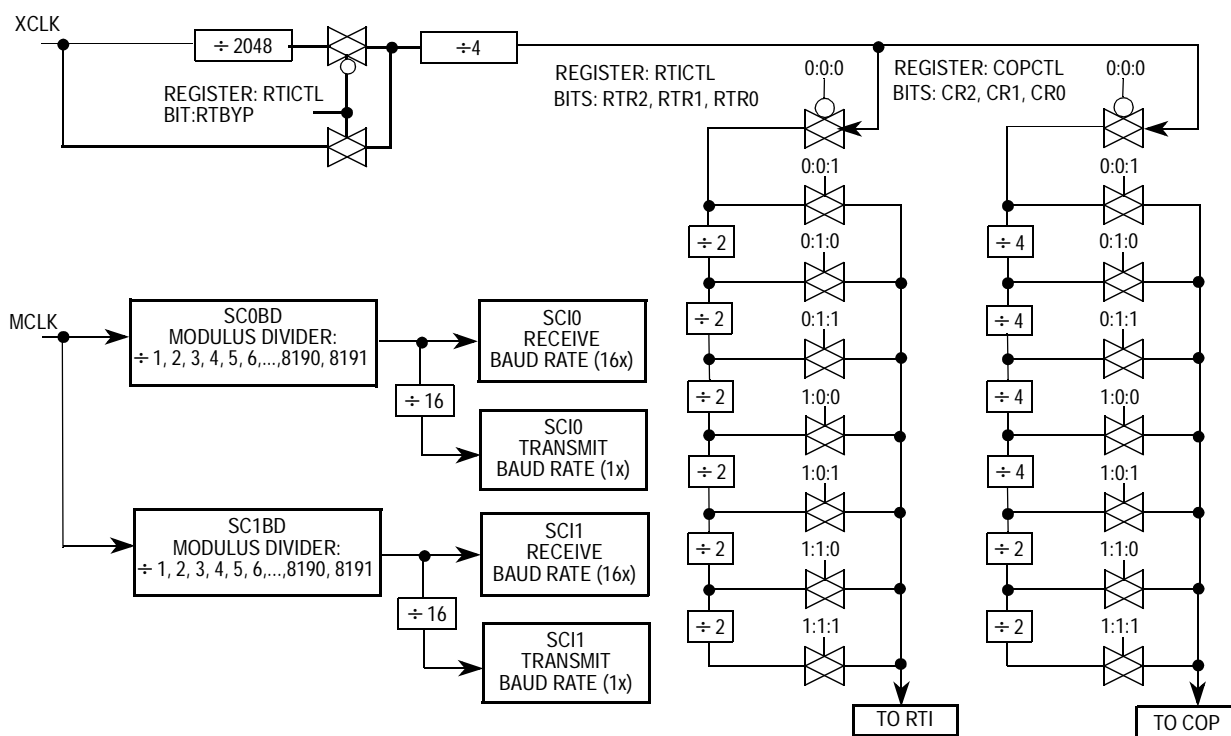 XCLK
÷ 2048
÷4
REGISTER: RTICTL
BIT:RTBYP
REGISTER: RTICTL
BITS: RTR2, RTR1, RTR0
0:0:0
REGISTER: COPCTL
BITS: CR2, CR1, CR0
0:0:0
0:0:1
0:0:1
÷ 2
0:1:0
÷ 4
0:1:0
÷ 2
0:1:1
÷ 4
0:1:1
÷ 2
1:0:0
÷ 4
1:0:0
÷ 2
1:0:1
÷ 4
1:0:1
÷ 2
1:1:0
÷ 2
1:1:0
÷ 2
1:1:1
÷ 2
1:1:1
TO RTI
TO COP
MCLK
SC0BD
MODULUS DIVIDER:
÷ 1, 2, 3, 4, 5, 6,...,8190, 8191
SCI0
RECEIVE
BAUD RATE (16x)
÷ 16
SCI0
TRANSMIT
BAUD RATE (1x)
SC1BD
MODULUS DIVIDER:
÷ 1, 2, 3, 4, 5, 6,...,8190, 8191
SCI1
RECEIVE
BAUD RATE (16x)
÷ 16
SCI1
TRANSMIT
BAUD RATE (1x)